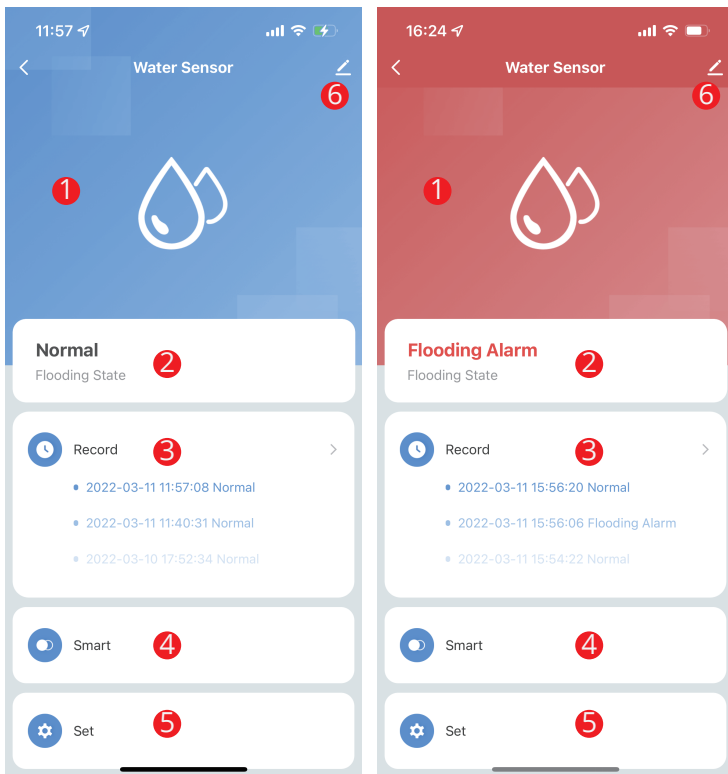 11:57
Water Sensor
6
1
Normal
Flooding State
2
Record
3
2022-03-11 11:57:08 Normal
2022-03-11 11:40:31 Normal
2022-03-10 17:52:34 Normal
Smart
4
Set
5
16:24
Water Sensor
6
1
Flooding Alarm
Flooding State
2
Record
3
2022-03-11 15:56:20 Normal
2022-03-11 15:56:06 Flooding Alarm
2022-03-11 15:54:22 Normal
Smart
4
Set
5